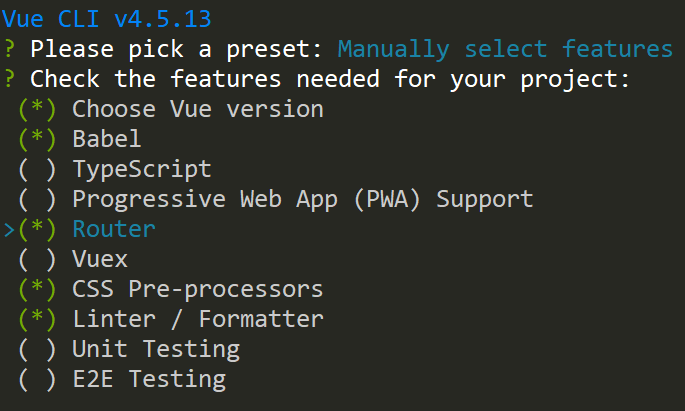 Vue CLI v4.5.13
? Please pick a preset: Manually select features
? Check the features needed for your project:
 (*) Choose Vue version
 (*) Babel
 ( ) TypeScript
 ( ) Progressive Web App (PWA) Support
>(*) Router
 ( ) Vuex
 (*) CSS Pre-processors
 (*) Linter / Formatter
 ( ) Unit Testing
 ( ) E2E Testing